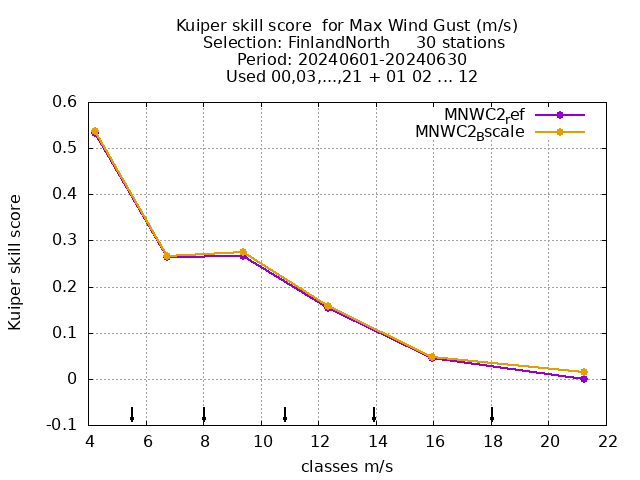 Kuiper skill score  for Max Wind Gust (m/s)
Selection: FinlandNorth     30 stations
Period: 20240601-20240630
Used 00,03,...,21 + 01 02 ... 12
MNWC2ref
MNWC2Bscale
0.6
0.5
0.4
0.3
0.2
0.1
0
-0.1
Kuiper skill score
4 6 8 10 12 14 16 18 20 22
classes m/s